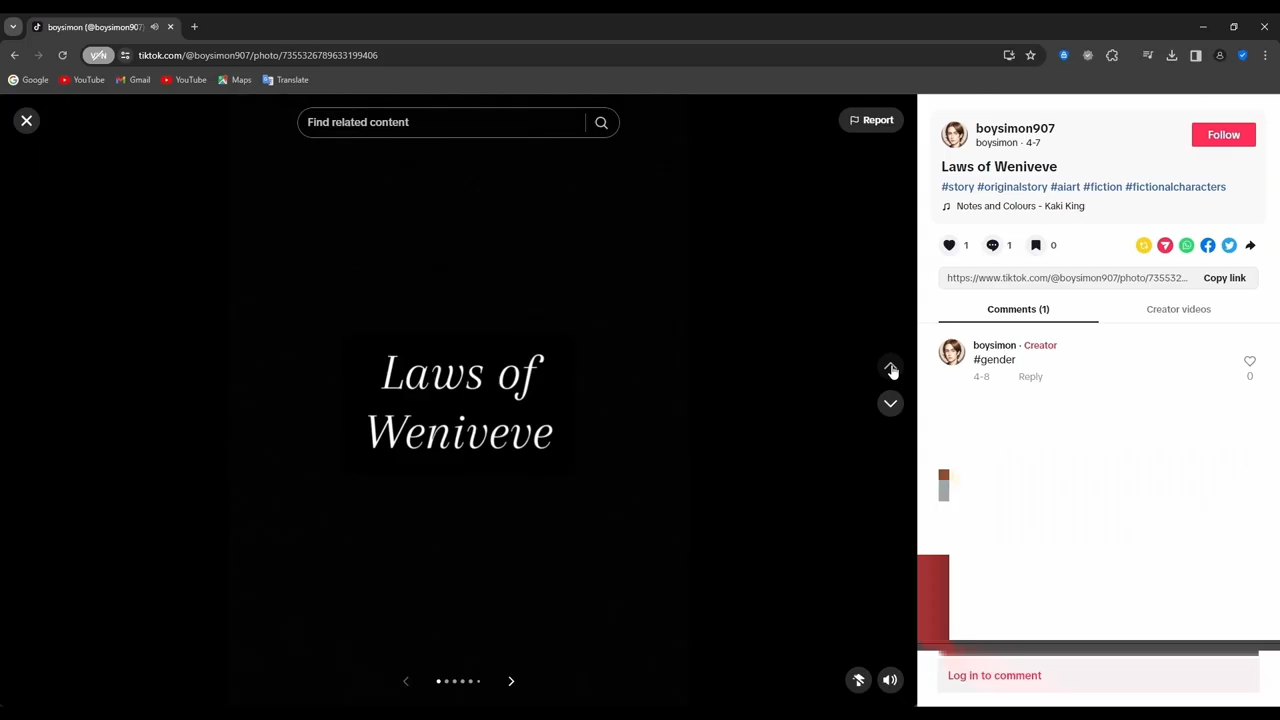 boysimon (@boysimon907)
tiktok.com/@boysimon907/photo/7355326789633199406
Google
YouTube
Gmail
YouTube
Maps
Translate
Find related content
Report
Laws of
Weniveve
boysimon907
boysimon · 4-7
Follow
Laws of Weniveve
#story #originalstory #aiart #fiction #fictionalcharacters
Notes and Colours - Kaki King
1
1
0
https://www.tiktok.com/@boysimon907/photo/735532...
Copy link
Comments (1)
Creator videos
boysimon · Creator
#gender
4-8
Reply
0
Log in to comment